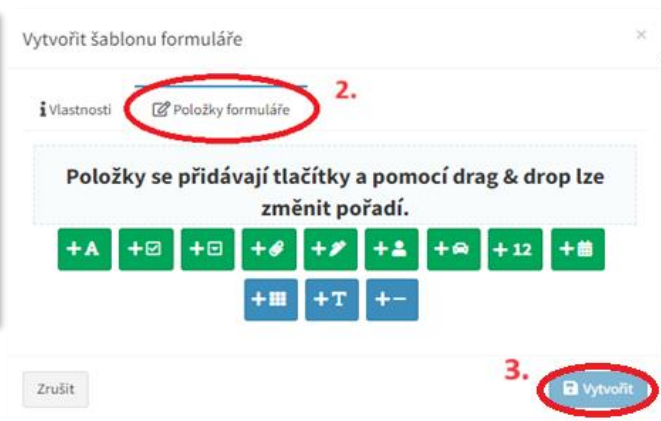 Vytvořit šablonu formuláře
×
i Vlastnosti Položky formuláře 2.
Položky se přidávají tlačítky a pomocí drag & drop lze
změnit pořadí.
+A + + + + + + +12 +
+ +T +−
3.
Zrušit Vytvořit